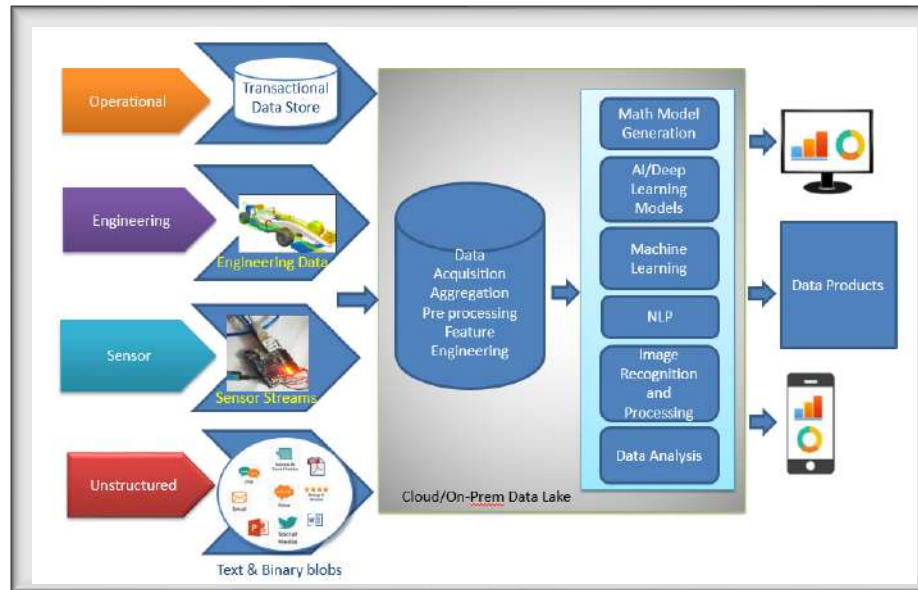 Operational
Transactional
Data Store
Engineering
Engineering Data
Sensor
Sensor Streams
Unstructured
Email
Social
Media
Text & Binary blobs
Data
Acquisition
Aggregation
Pre processing
Feature
Engineering
Cloud/On-Prem Data Lake
Math Model
Generation
AI/Deep
Learning
Models
Machine
Learning
NLP
Image
Recognition
and
Processing
Data Analysis
Data Products